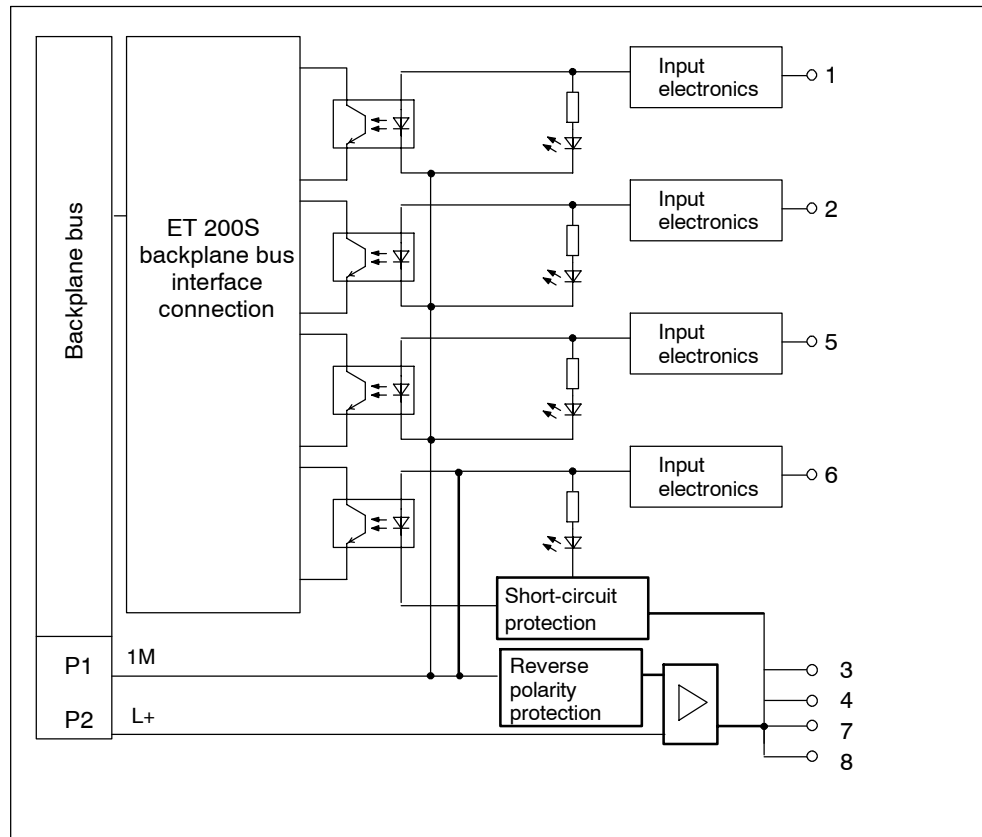 Backplane bus
ET 200S
backplane bus
interface
connection
Input
electronics
1
Input
electronics
2
Input
electronics
5
Input
electronics
6
Short-circuit
protection
P1
1M
Reverse
polarity
protection
3
4
P2
L+
7
8